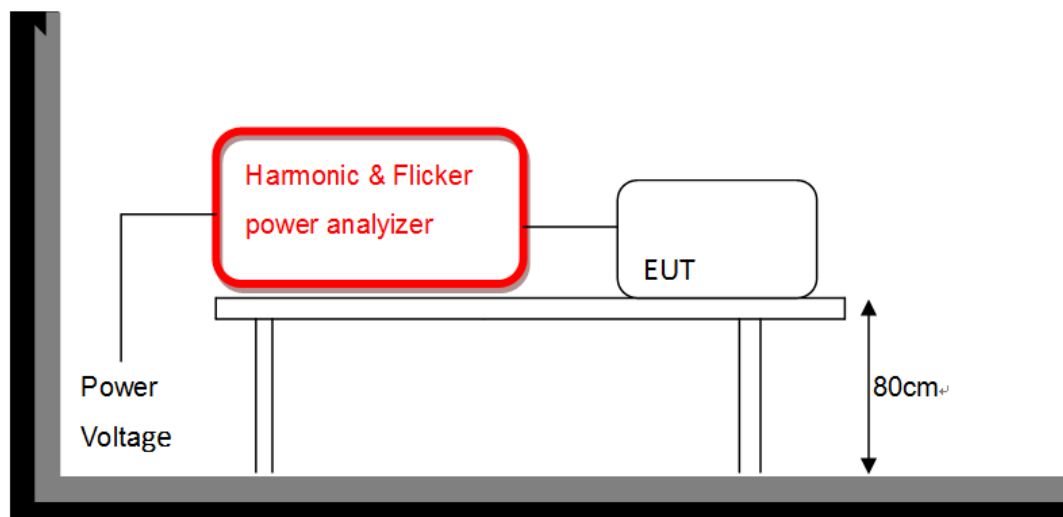 Harmonic & Flicker
power analyizer
EUT
Power
Voltage
80cm